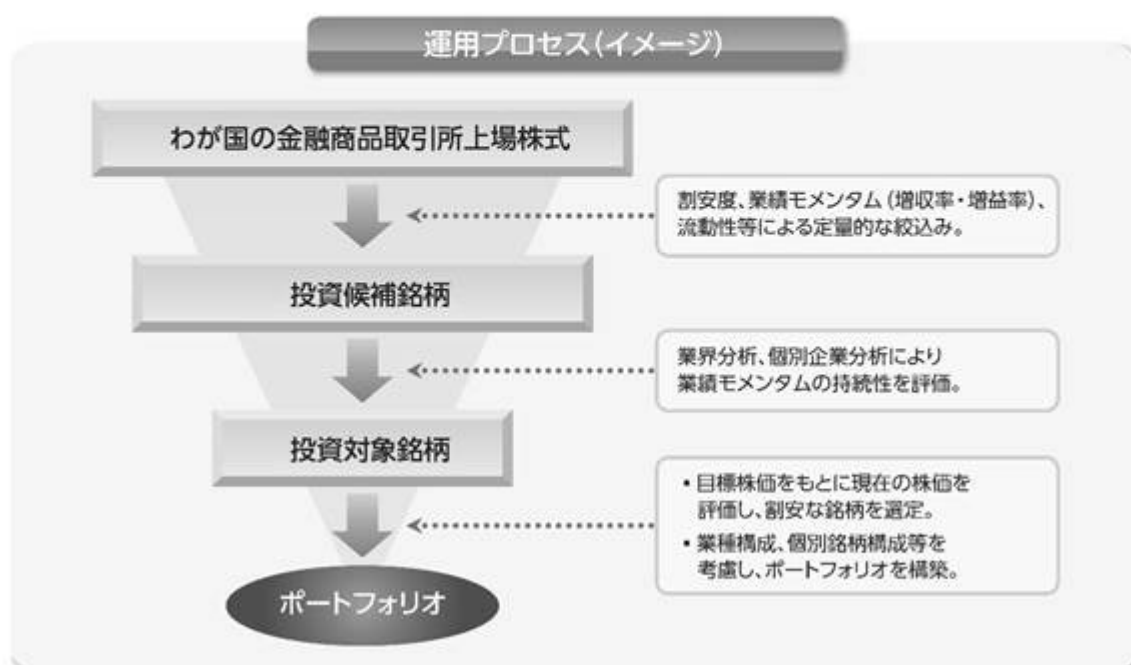 運用プロセス(イメージ)
わが国の金融商品取引所上場株式
割安度、業績モメンタム(増収率・増益率)、
流動性等による定量的な絞込み。
投資候補銘柄
業界分析、個別企業分析により
業績モメンタムの持続性を評価。
投資対象銘柄
・目標株価をもとに現在の株価を
評価し、割安な銘柄を選定。
・業種構成、個別銘柄構成等を
考慮し、ポートフォリオを構築。
ポートフォリオ